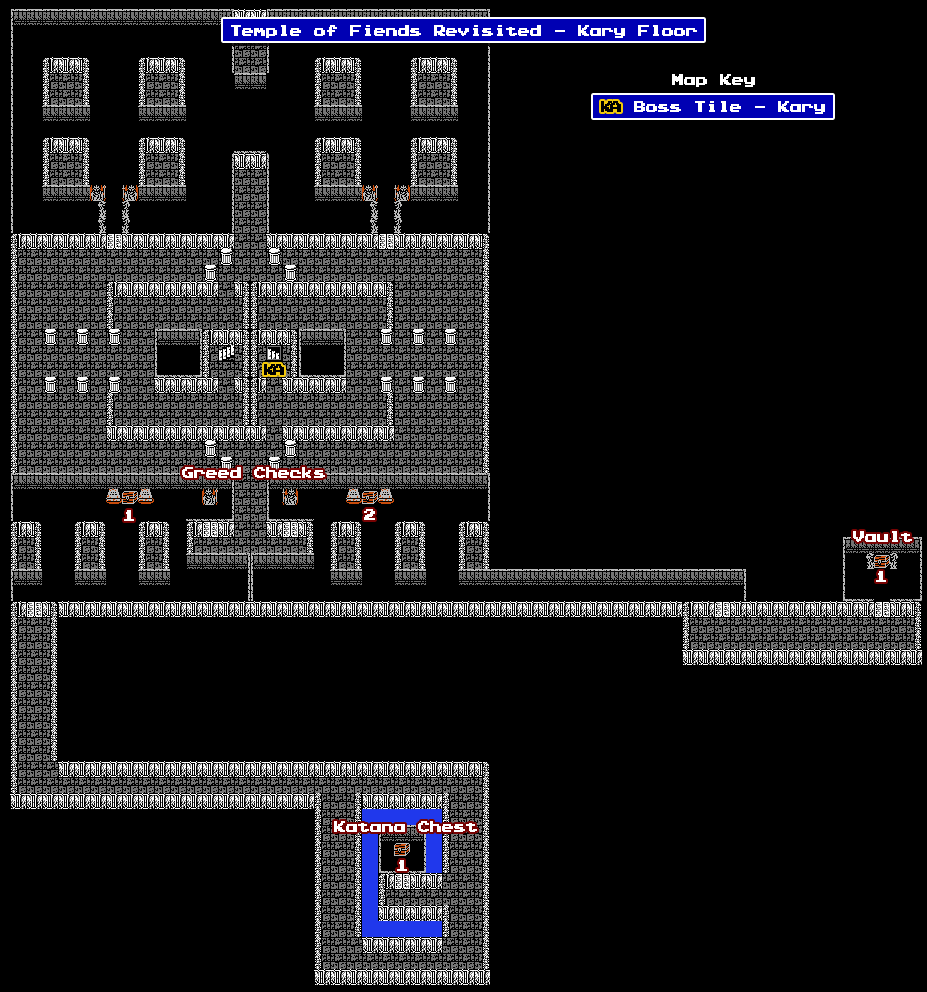 Temple of Fiends Revisited - Kary Floor
Map Key
KA Boss Tile - Kary
KA
Greed Checks
1
2
Vault
1
Katana Chest
1